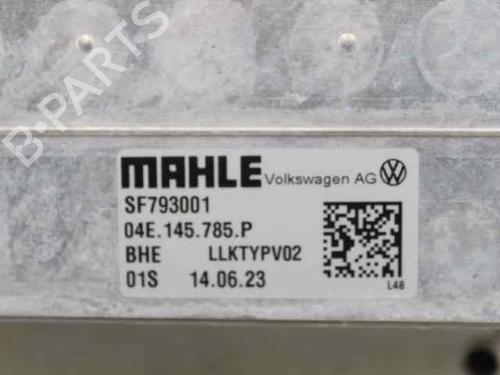 MAHLE Volkswagen AG
SF793001
04E.145.785.P
BHE LLKTYPV02
01S 14.06.23
L48
B-PARTS